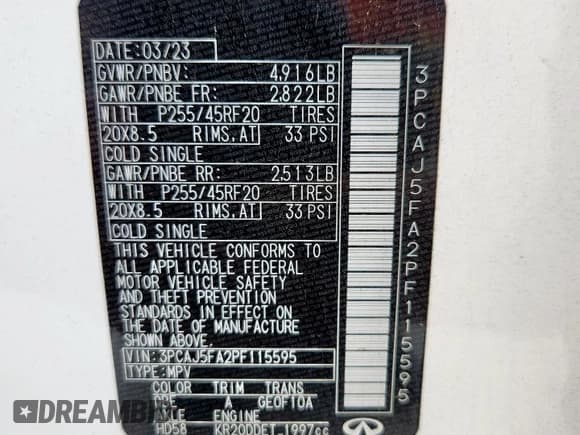 DATE: 03/23
GVWR/PNBV: 4,916LB
GAWR/PNBE FR: 2,822LB
WITH P255/45RF20 TIRES
20X8.5 RIMS,AT 33 PSI
COLD SINGLE
GAWR/PNBE RR: 2,513LB
WITH P255/45RF20 TIRES
20X8.5 RIMS,AT 33 PSI
COLD SINGLE
THIS VEHICLE CONFORMS TO
ALL APPLICABLE FEDERAL
MOTOR VEHICLE SAFETY
AND THEFT PREVENTION
STANDARDS IN EFFECT ON
THE DATE OF MANUFACTURE
SHOWN ABOVE.
VIN: 3PCAJ5FA2PF115595
TYPE: MPV
COLOR TRIM TRANS
A GE0F10A
ENGINE
HD58 KR20DDET 1997cc
3PCAJ5FA2PF115595
INFINITI